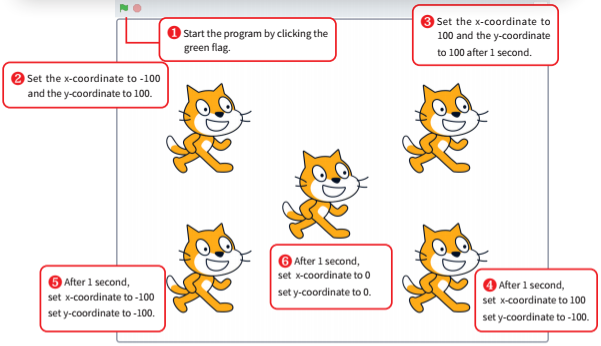 ❶ Start the program by clicking the
green flag.
❷ Set the x-coordinate to -100
and the y-coordinate to 100.
❸ Set the x-coordinate to
100 and the y-coordinate
to 100 after 1 second.
❹ After 1 second,
set x-coordinate to 100
set y-coordinate to -100.
❺ After 1 second,
set x-coordinate to -100
set y-coordinate to -100.
❻ After 1 second,
set x-coordinate to 0
set y-coordinate to 0.